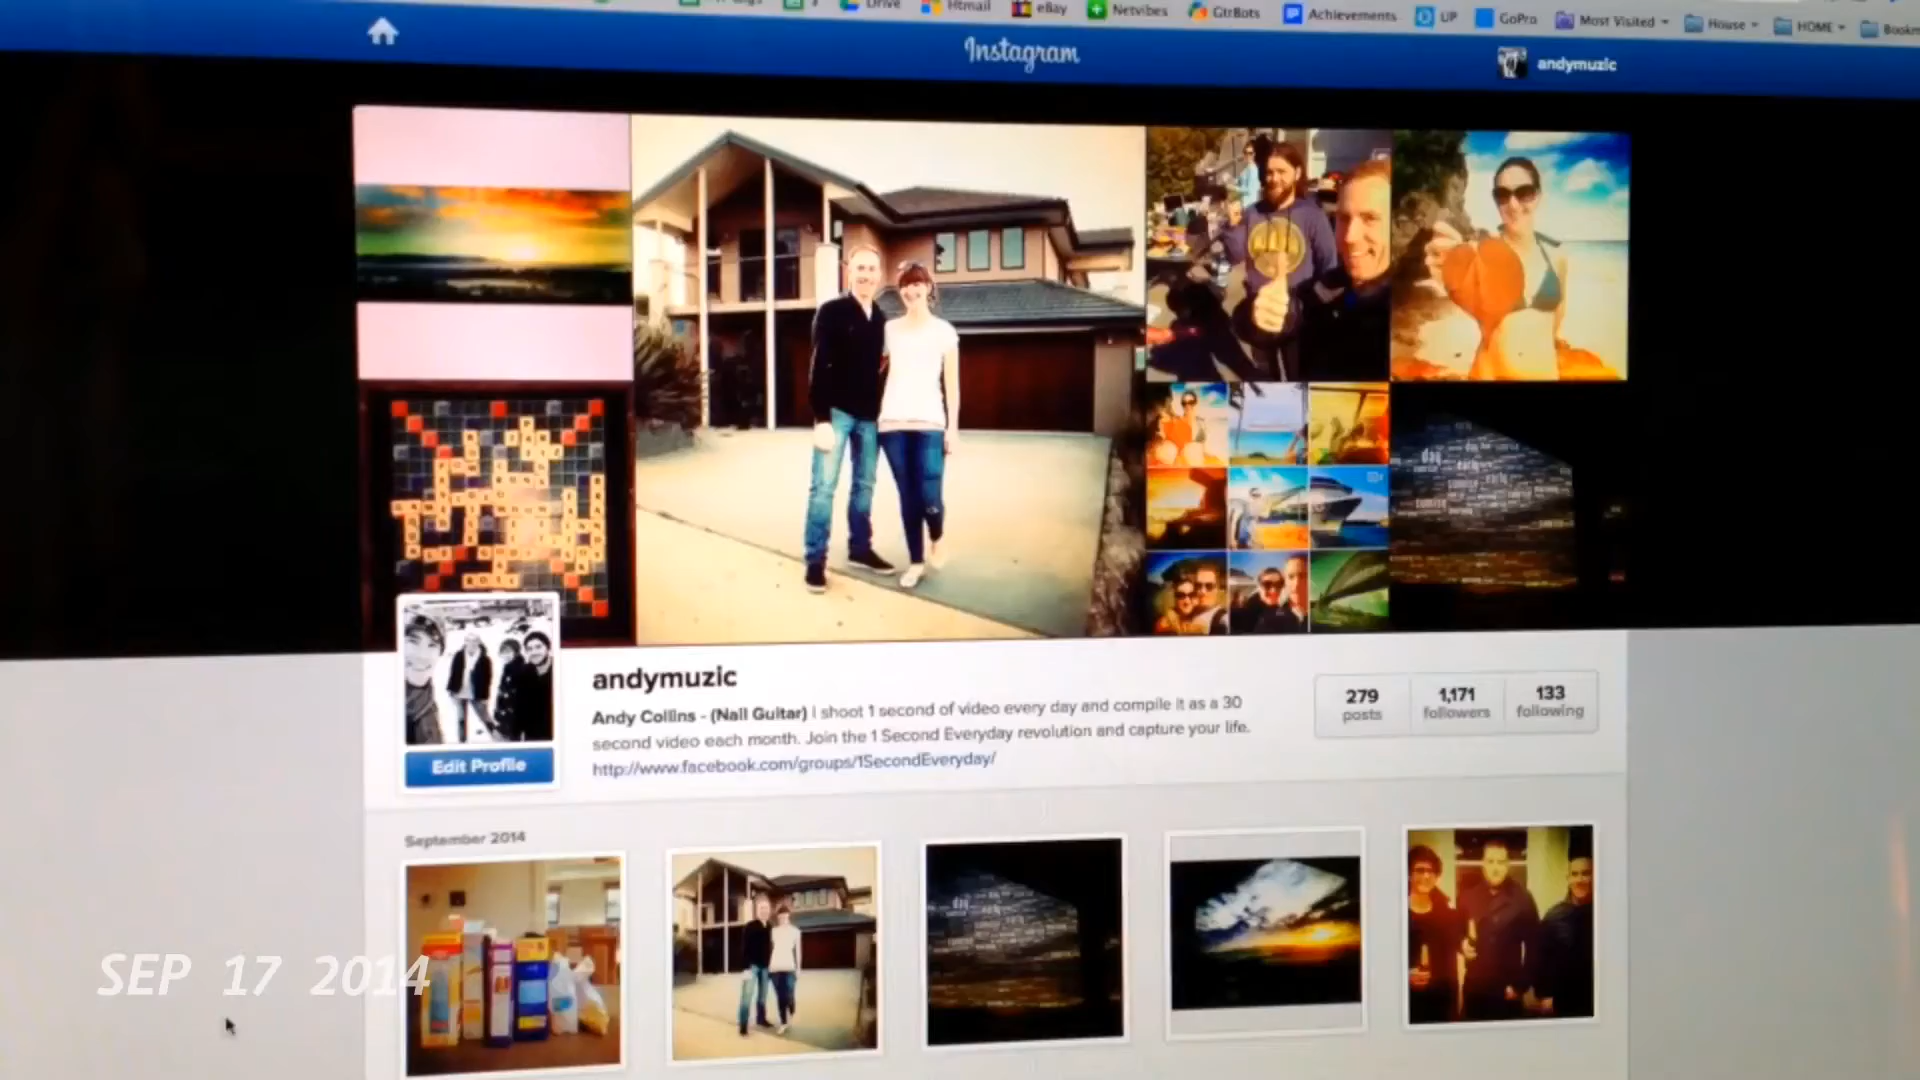 Drive
Hotmail
eBay
Netvibes
GtrBots
Achievements
UP
GoPro
Most Visited
House
HOME
Instagram
andymuzic
day
andymuzic
Andy Collins - (Nail Guitar) I shoot 1 second of video every day and compile it as a 30
second video each month. Join the 1 Second Everyday revolution and capture your life.
http://www.facebook.com/groups/1SecondEveryday/
279
posts
1,171
followers
133
following
Edit Profile
September 2014
day
SEP 17 2014